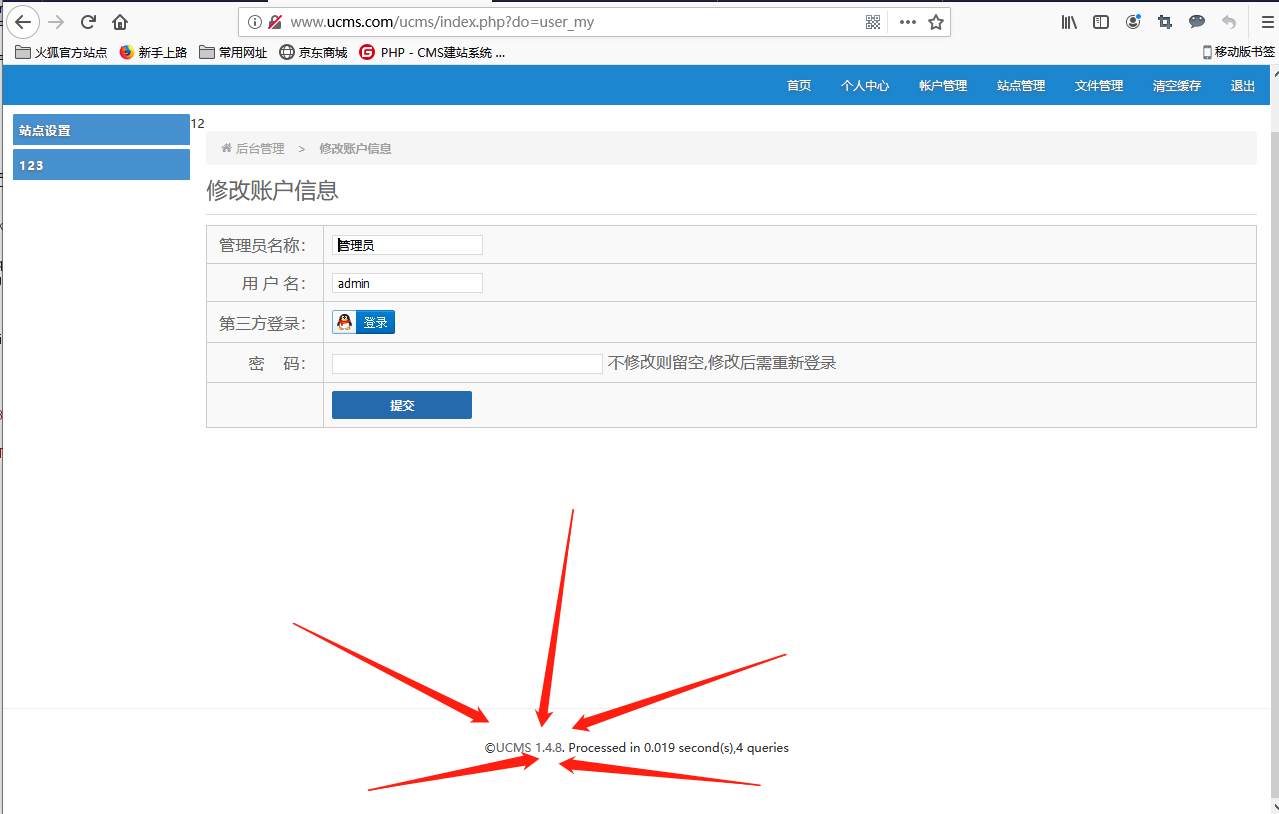 www.ucms.com/ucms/index.php?do=user_my
火狐官方站点 新手上路 常用网址 京东商城 PHP - CMS建站系统 ... 移动版书签
首页 个人中心 帐户管理 站点管理 文件管理 清空缓存 退出
站点设置
12
123
后台管理 > 修改账户信息
修改账户信息
管理员名称： 管理员
用 户 名： admin
第三方登录： 登录
密 码： 不修改则留空,修改后需重新登录
提交
©UCMS 1.4.8. Processed in 0.019 second(s),4 queries